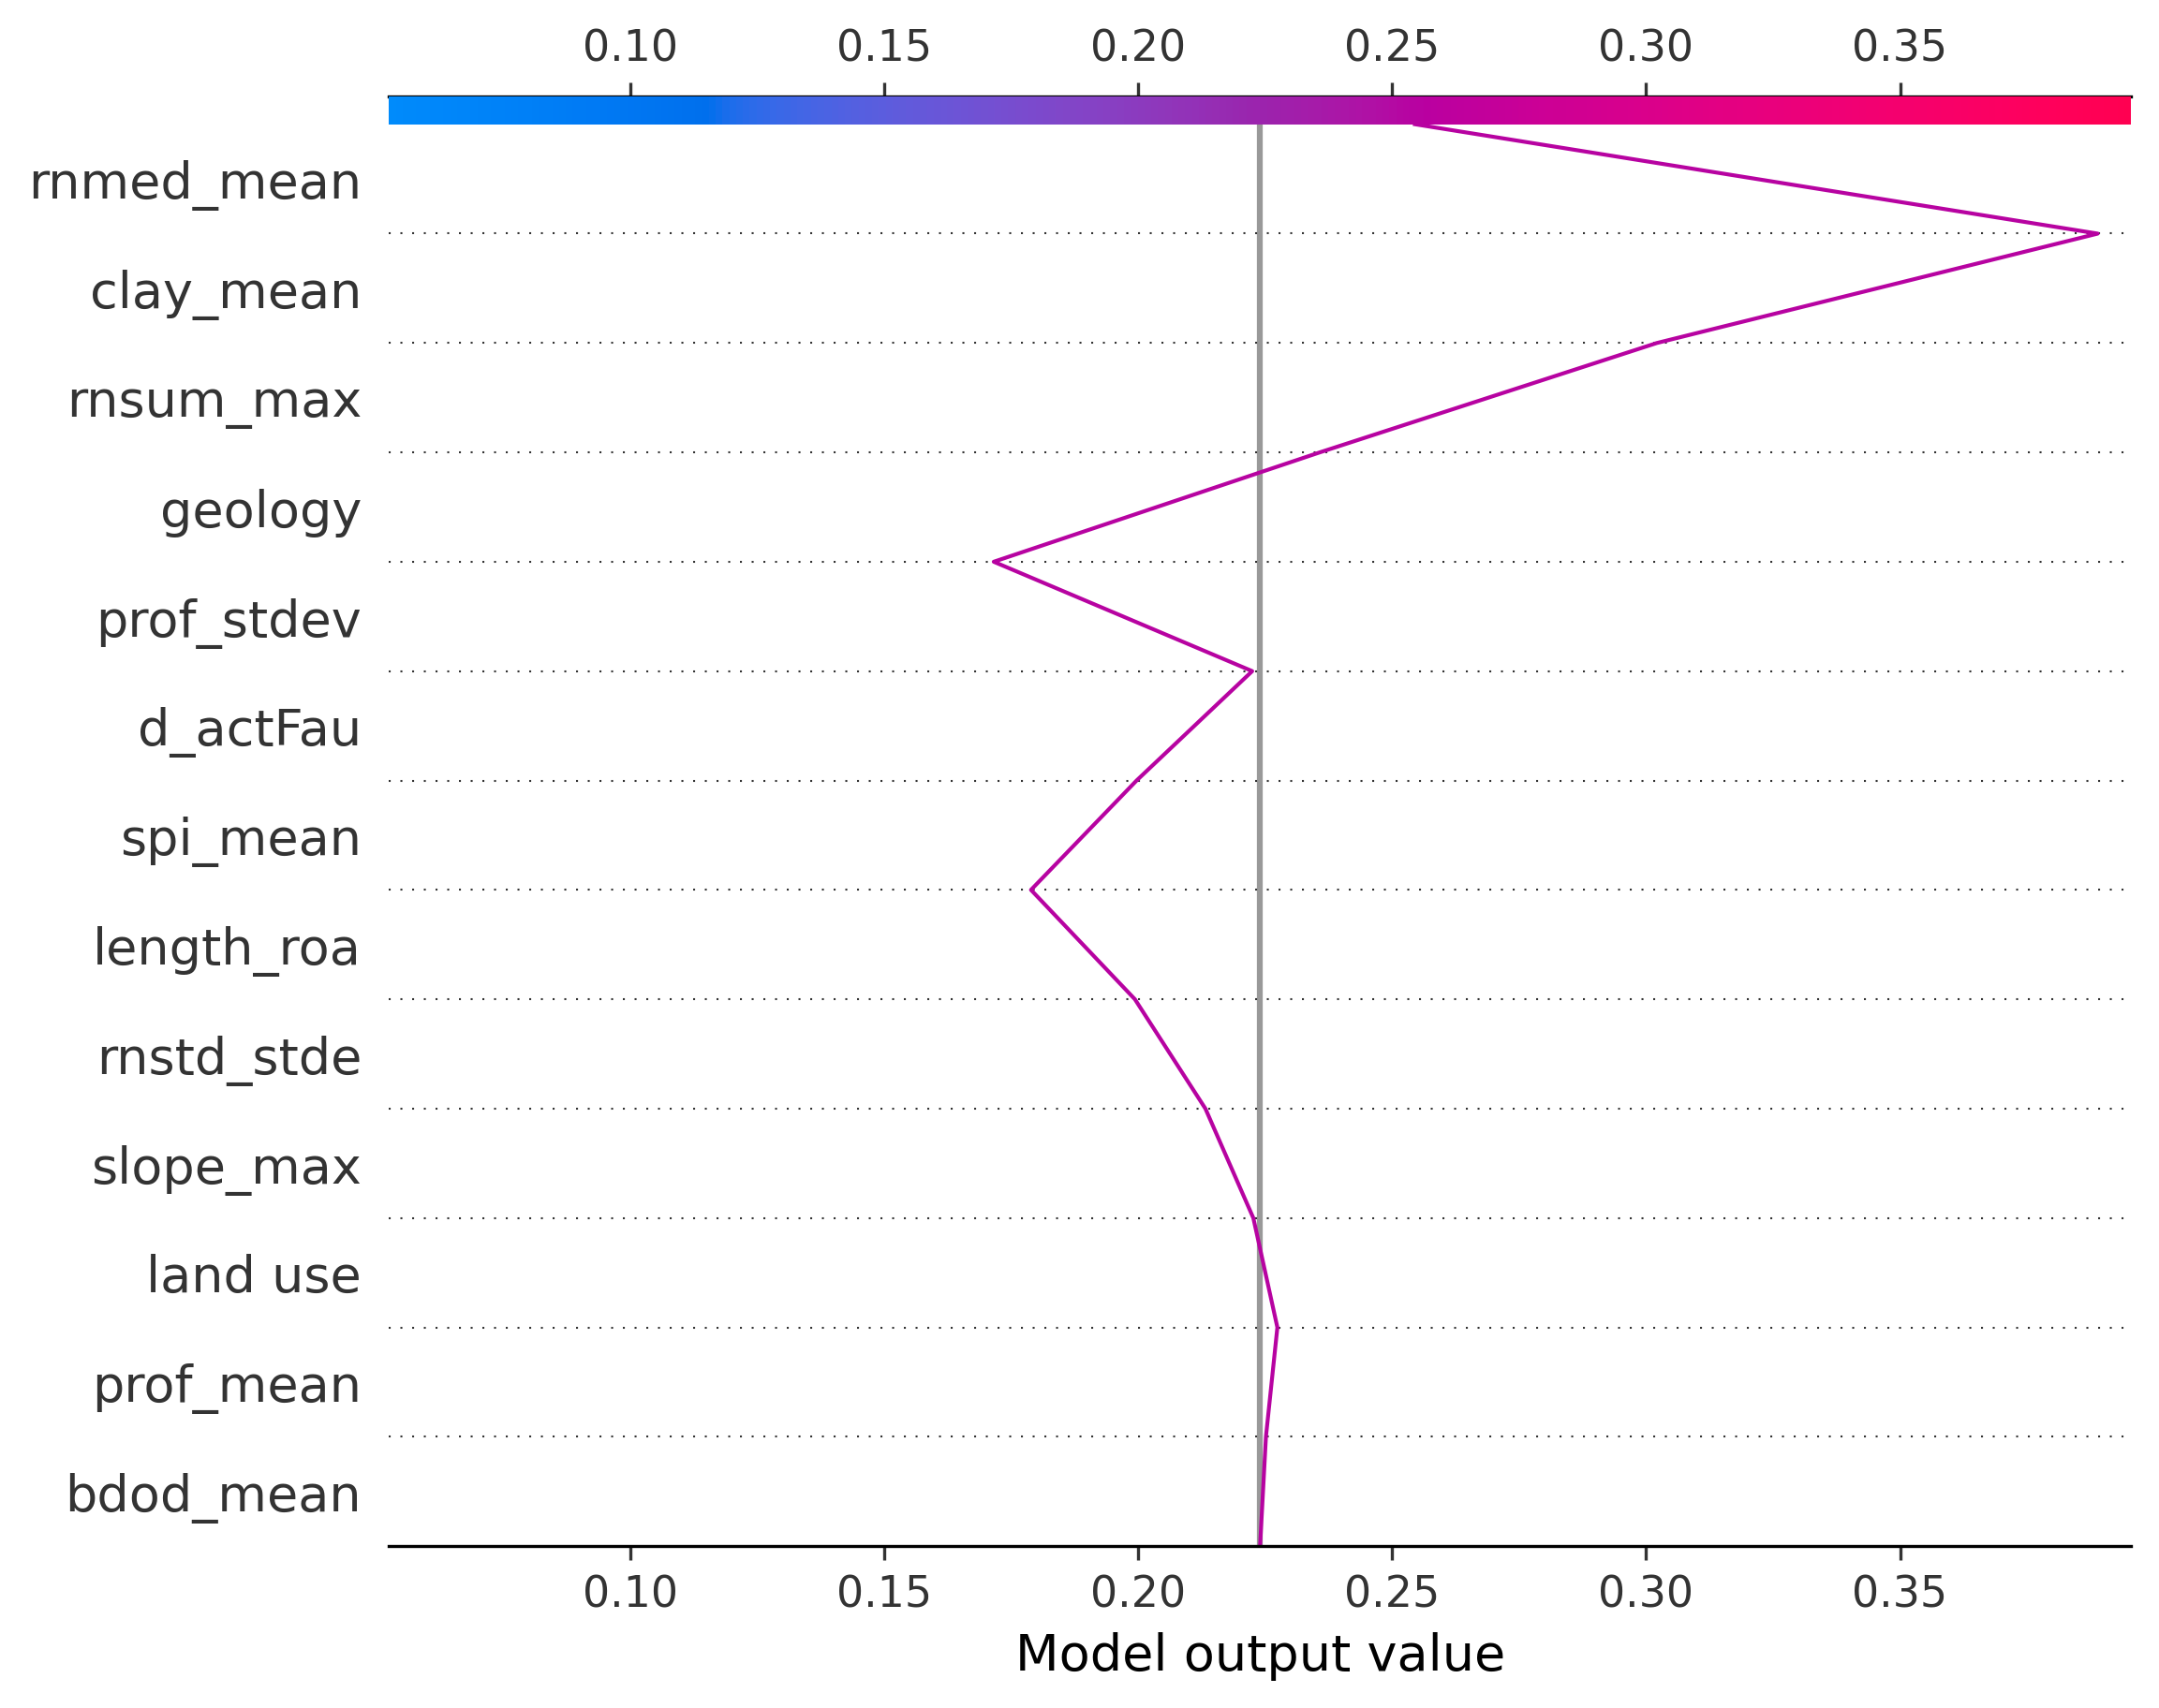 0.10 0.15 0.20 0.25 0.30 0.35
rnmed_mean
clay_mean
rnsum_max
geology
prof_stdev
d_actFau
spi_mean
length_roa
rnstd_stde
slope_max
land use
prof_mean
bdod_mean
0.10 0.15 0.20 0.25 0.30 0.35
Model output value